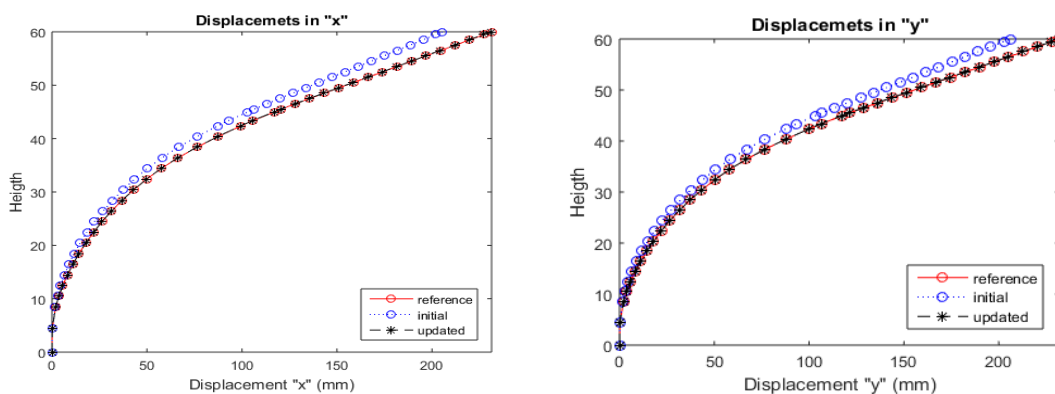 Displacemets in "x"
60
50
40
30
20
10
0
Heigth
0 50 100 150 200
Displacement "x" (mm)
reference
initial
updated
Displacemets in "y"
60
50
40
30
20
10
0
Heigth
0 50 100 150 200
Displacement "y" (mm)
reference
initial
updated